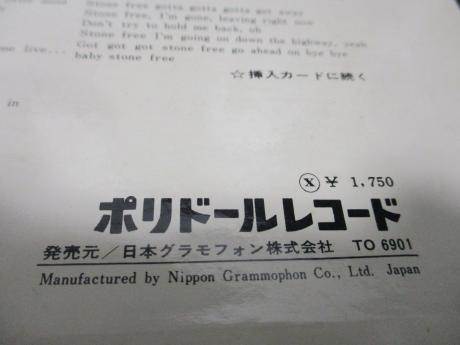 Stone free gotta gotta gotta get away
Stone free, I'm gone, leaving right now
Don't try to hold me back, oh
Stone free I'm going on down the highway, yeah
Got got got stone free go ahead on bye bye
baby stone free
live...
☆挿入カードに続く
in
Ⓧ ¥ 1,750
ポリドールレコード
発売元/日本グラモフォン株式会社 TO 6901
Manufactured by Nippon Grammophon Co., Ltd. Japan